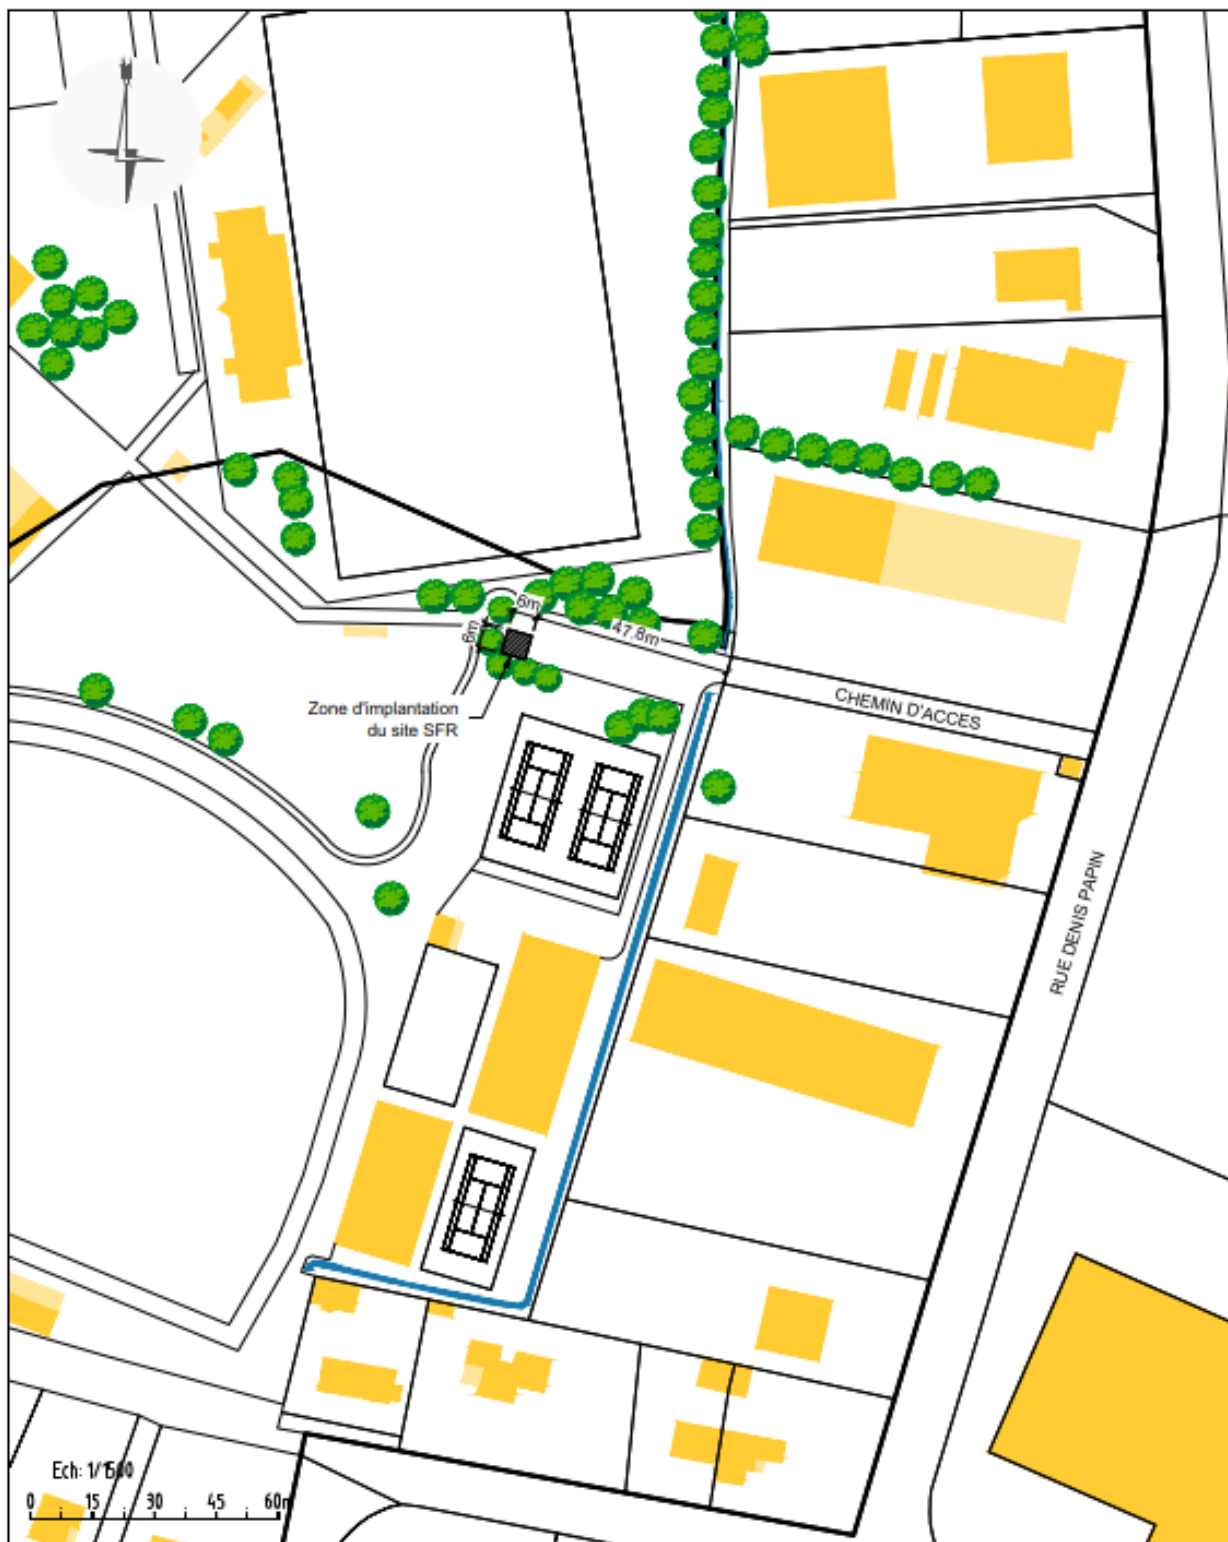 N
6m
6m
47.8m
Zone d'implantation
du site SFR
CHEMIN D'ACCES
RUE DENIS PAPIN
Ech: 1/1500
0 15 30 45 60m